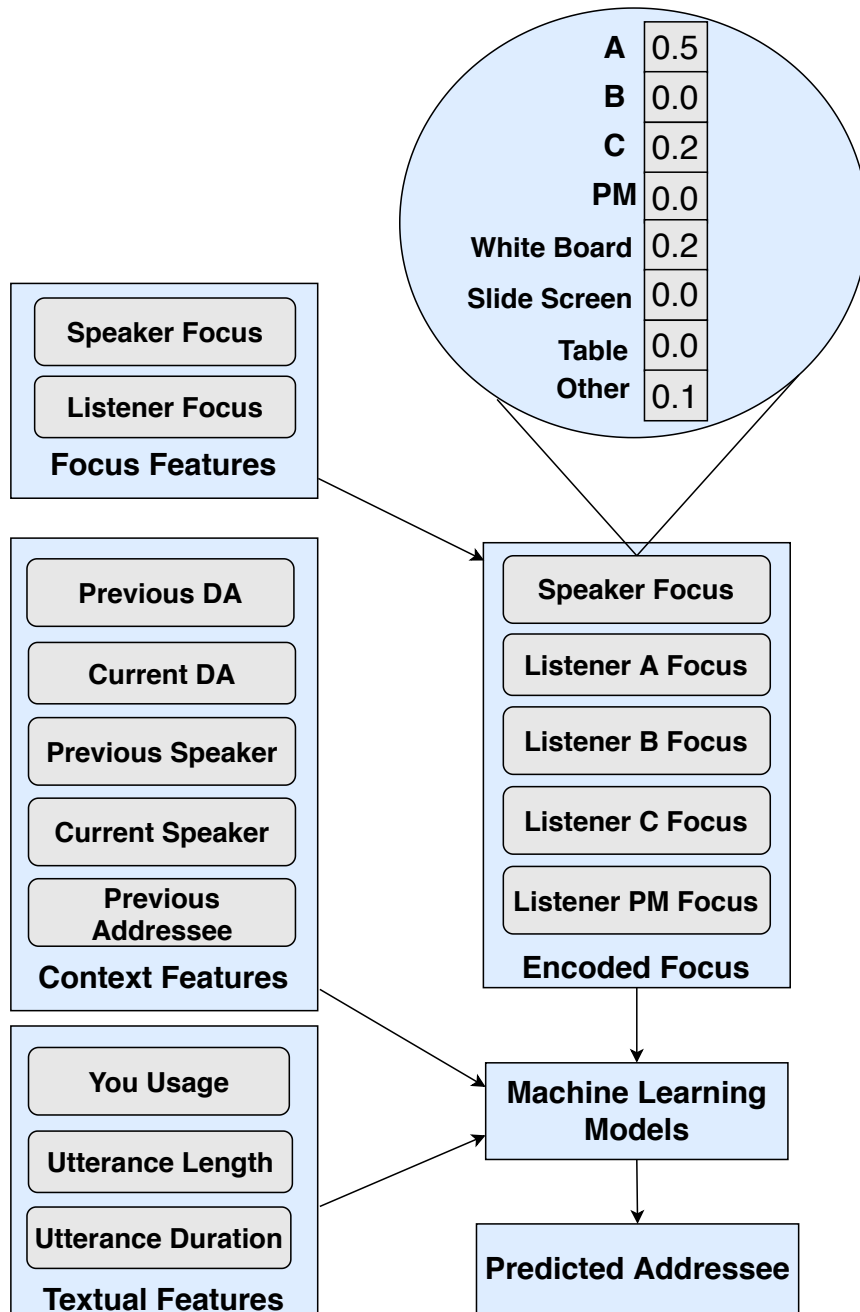 A 0.5
B 0.0
C 0.2
PM 0.0
White Board 0.2
Slide Screen 0.0
Table 0.0
Other 0.1
Speaker Focus
Listener Focus
Focus Features
Previous DA
Current DA
Previous Speaker
Current Speaker
Previous
Addressee
Context Features
You Usage
Utterance Length
Utterance Duration
Textual Features
Speaker Focus
Listener A Focus
Listener B Focus
Listener C Focus
Listener PM Focus
Encoded Focus
Machine Learning
Models
Predicted Addressee